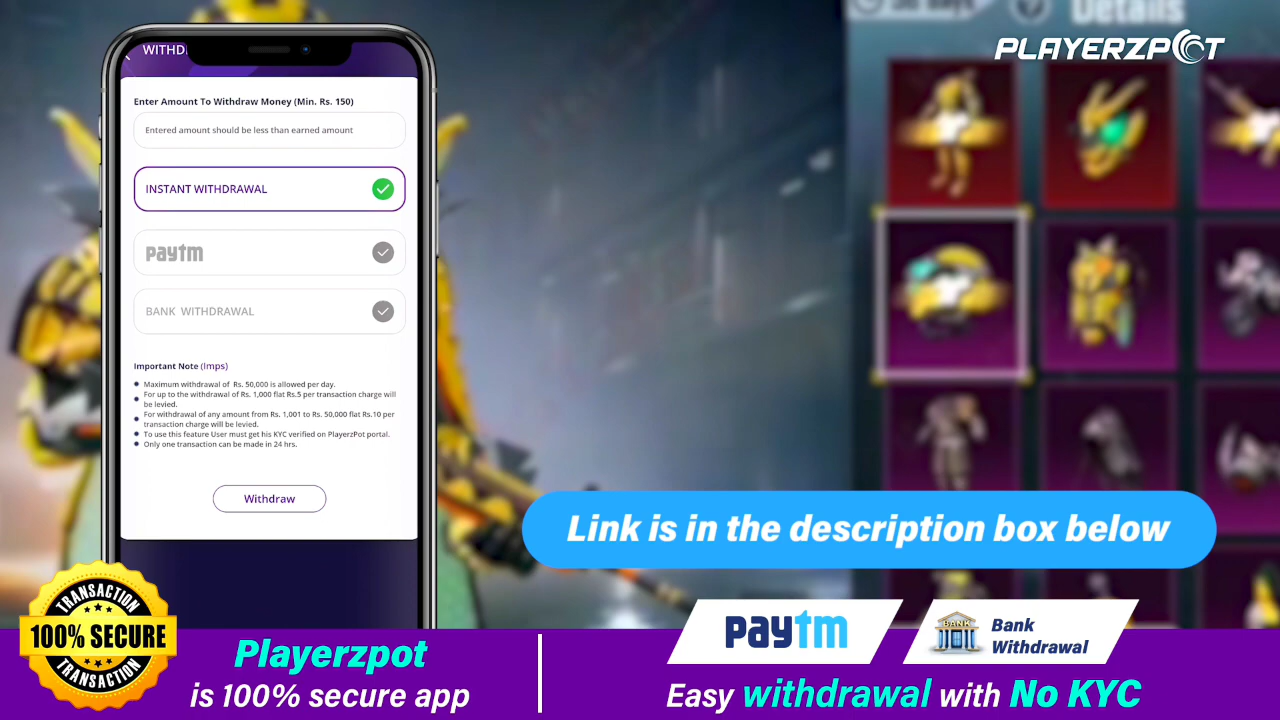 WITHD
Enter Amount To Withdraw Money (Min. Rs. 150)
Entered amount should be less than earned amount
INSTANT WITHDRAWAL
paytm
BANK WITHDRAWAL
Important Note (Imps)
Maximum withdrawal of Rs. 50,000 is allowed per day.
For up to the withdrawal of Rs. 1,000 flat Rs.5 per transaction charge will
be levied.
For withdrawal of any amount from Rs. 1,001 to Rs. 50,000 flat Rs.10 per
transaction charge will be levied.
To use this feature User must get his KYC verified on PlayerzPot portal.
Only one transaction can be made in 24 hrs.
Withdraw
Details
PLAYERZPOT
Link is in the description box below
TRANSACTION
100% SECURE
TRANSACTION
Playerzpot
is 100% secure app
paytm
BANK
Bank
Withdrawal
Easy withdrawal with No KYC